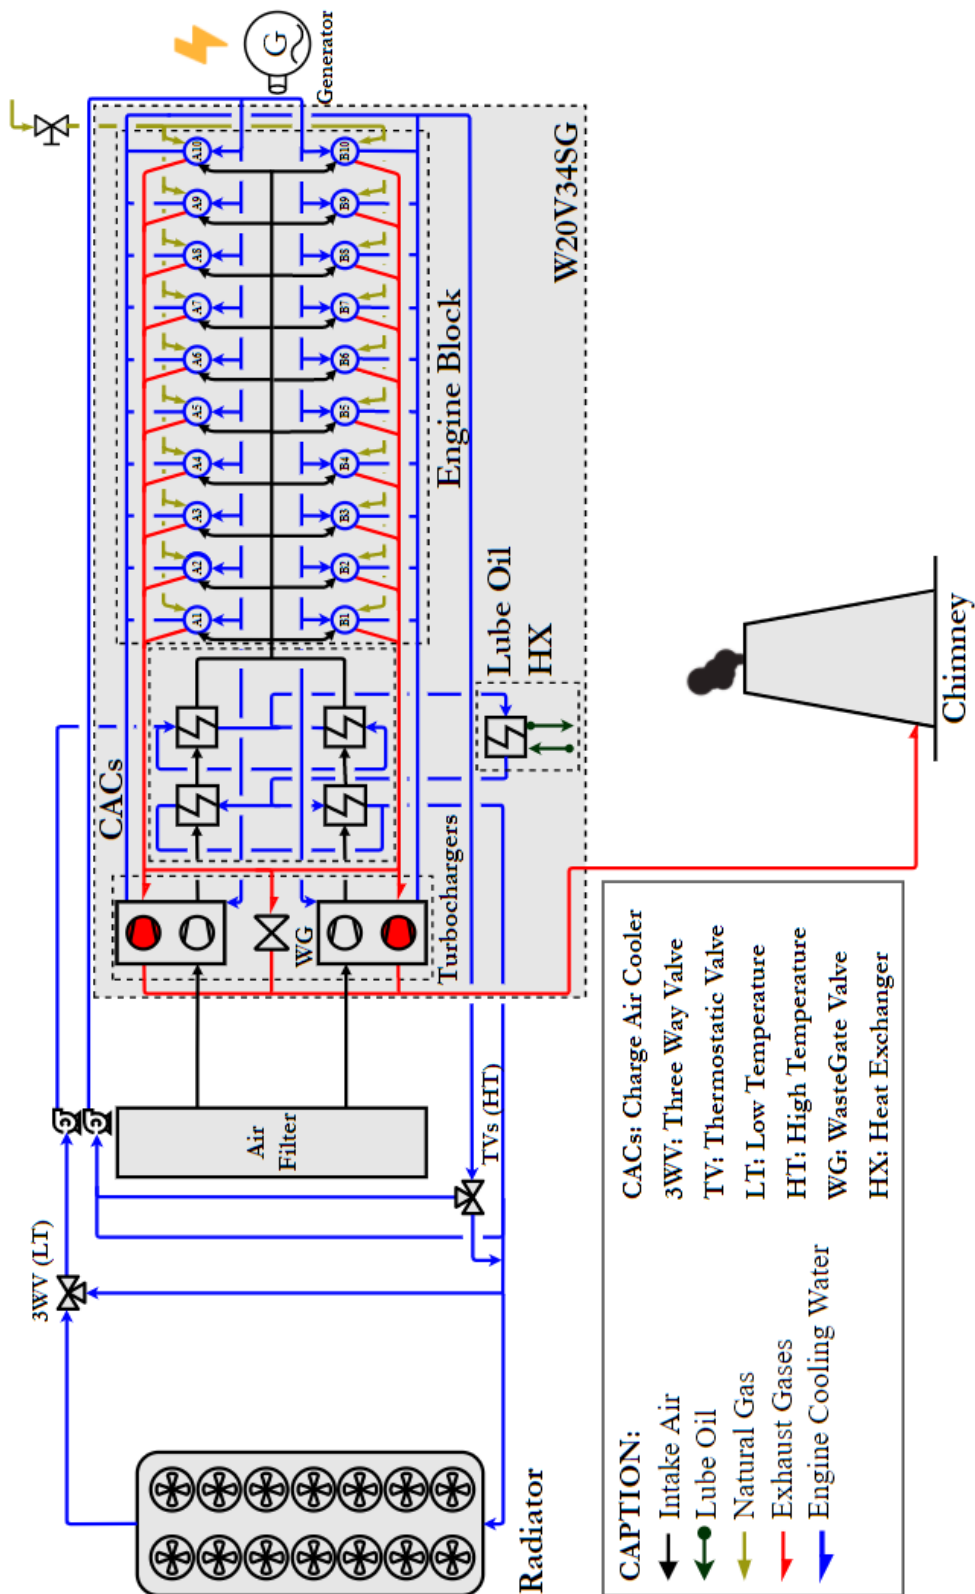 G
Generator
W20V34SG
A10
A9
A8
A7
A6
A5
A4
A3
A2
A1
B10
B9
B8
B7
B6
B5
B4
B3
B2
B1
Engine Block
CACs
Lube Oil
HX
Turbochargers
WG
Air
Filter
TVs (HT)
3WV (LT)
Radiator
Chimney
CAPTION:
Intake Air
Lube Oil
Natural Gas
Exhaust Gases
Engine Cooling Water
CACs: Charge Air Cooler
3WV: Three Way Valve
TV: Thermostatic Valve
LT: Low Temperature
HT: High Temperature
WG: WasteGate Valve
HX: Heat Exchanger